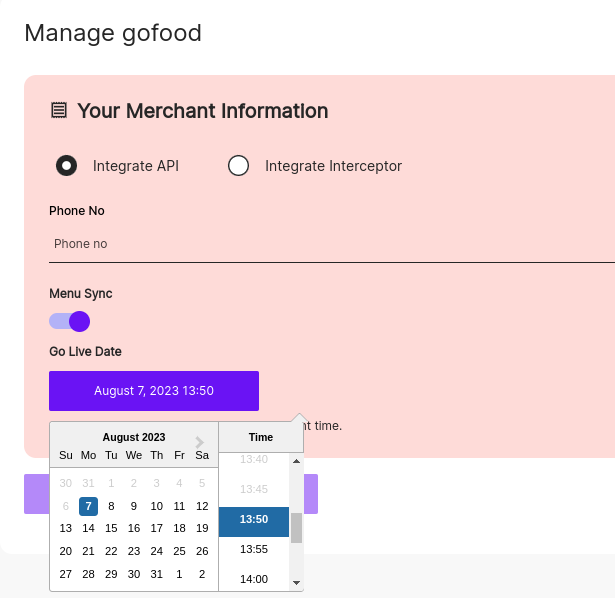 Manage gofood
Your Merchant Information
Integrate API Integrate Interceptor
Phone No
Phone no
Menu Sync
Go Live Date
August 7, 2023 13:50
time.
August 2023
Su Mo Tu We Th Fr Sa
30 31 1 2 3 4 5
6 7 8 9 10 11 12
13 14 15 16 17 18 19
20 21 22 23 24 25 26
27 28 29 30 31 1 2
Time
13:40
13:45
13:50
13:55
14:00